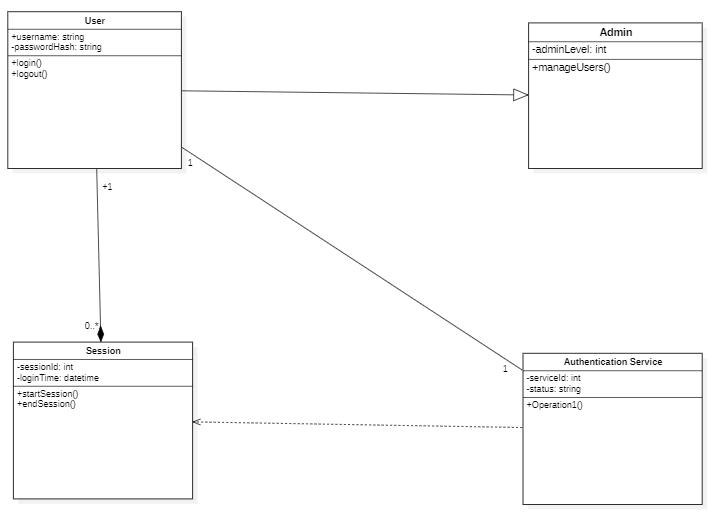 User
+username: string
-passwordHash: string
+login()
+logout()
Admin
-adminLevel: int
+manageUsers()
1
+1
0..*
Session
-sessionId: int
-loginTime: datetime
+startSession()
+endSession()
1
Authentication Service
-serviceId: int
-status: string
+Operation1()